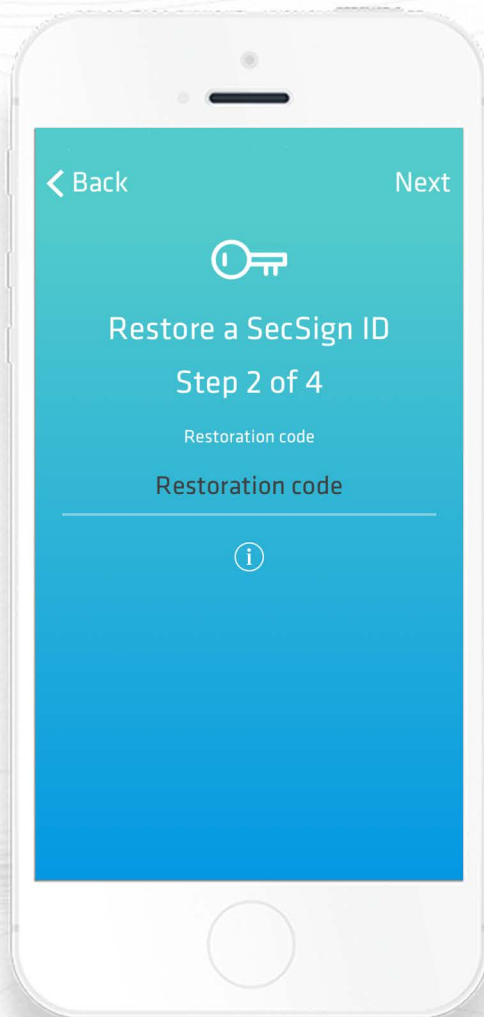 Back
Next
Restore a SecSign ID
Step 2 of 4
Restoration code
Restoration code
i